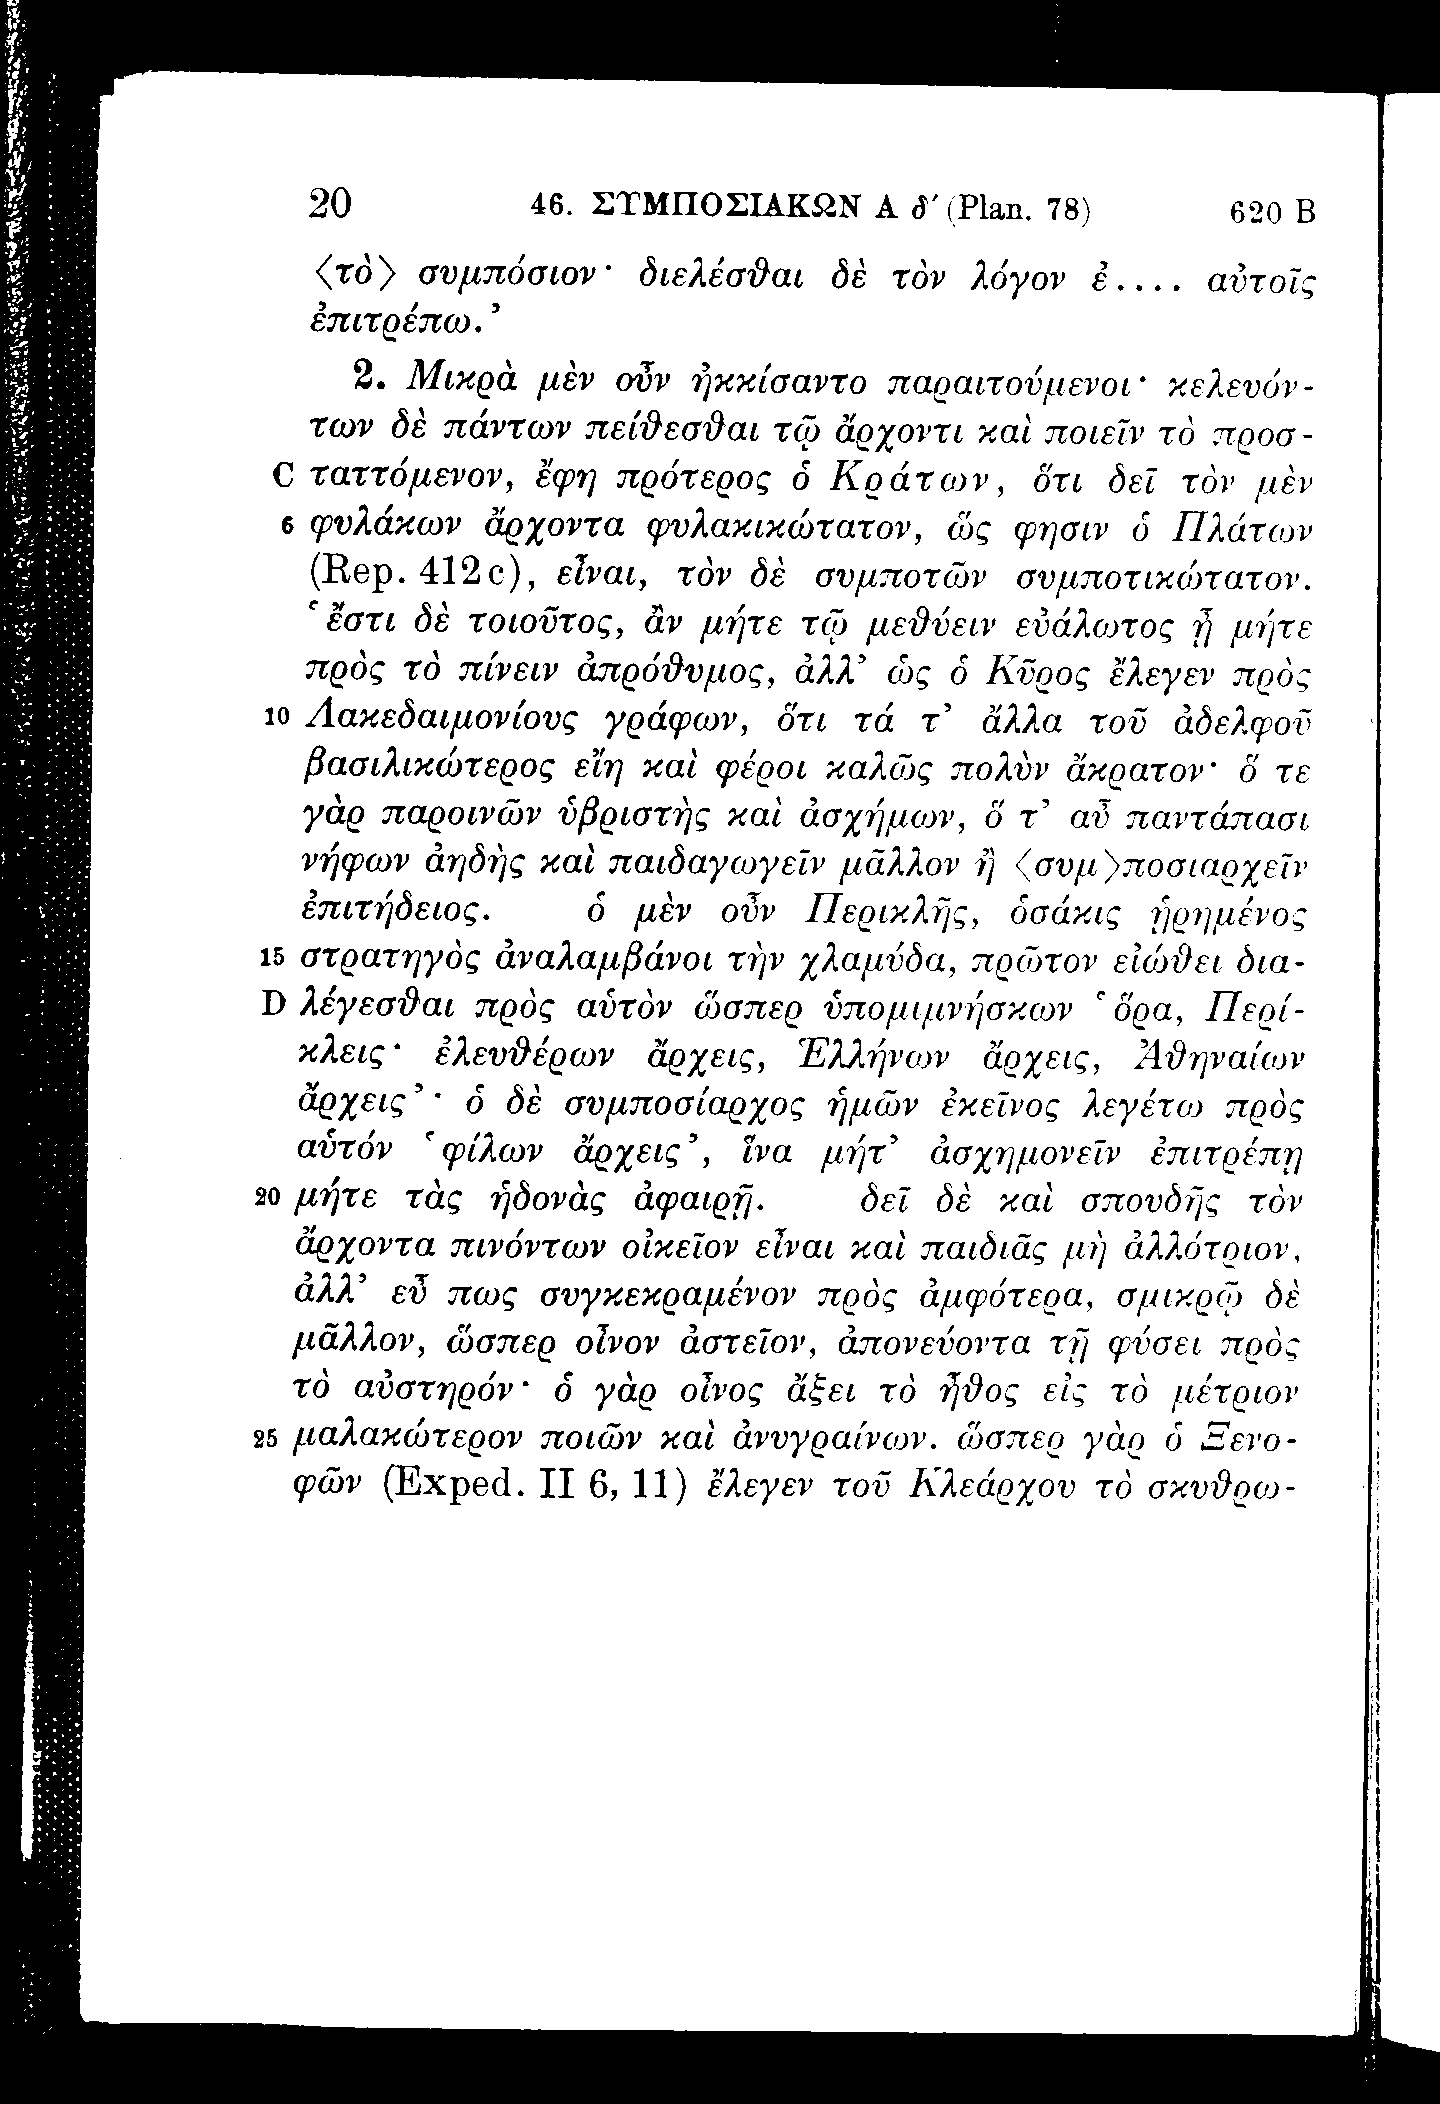 20 46. ΣΥΜΠΟΣΙΑΚΩΝ Α δ′ (Plan. 78) 620 B
⟨τὸ⟩ συμπόσιον· διελέσθαι δὲ τὸν λόγον ἐ.... αὐτοῖς
ἐπιτρέπω.’
2. Μικρὰ μὲν οὖν ἠκκίσαντο παραιτούμενοι· κελευόν-
των δὲ πάντων πείθεσθαι τῷ ἄρχοντι καὶ ποιεῖν τὸ προσ-
C ταττόμενον, ἔφη πρότερος ὁ Κράτων, ὅτι δεῖ τὸν μὲν
6 φυλάκων ἄρχοντα φυλακικώτατον, ὥς φησιν ὁ Πλάτων
(Rep. 412 c), εἶναι, τὸν δὲ συμποτῶν συμποτικώτατον.
‘ἔστι δὲ τοιοῦτος, ἂν μήτε τῷ μεθύειν εὐάλωτος ᾖ μήτε
πρὸς τὸ πίνειν ἀπρόθυμος, ἀλλ’ ὡς ὁ Κῦρος ἔλεγεν πρὸς
10 Λακεδαιμονίους γράφων, ὅτι τά τ’ ἄλλα τοῦ ἀδελφοῦ
βασιλικώτερος εἴη καὶ φέροι καλῶς πολὺν ἄκρατον· ὅ τε
γὰρ παροινῶν ὑβριστὴς καὶ ἀσχήμων, ὅ τ’ αὖ παντάπασι
νήφων ἀηδὴς καὶ παιδαγωγεῖν μᾶλλον ἢ ⟨συμ⟩ποσιαρχεῖν
ἐπιτήδειος. ὁ μὲν οὖν Περικλῆς, ὁσάκις ᾑρημένος
15 στρατηγὸς ἀναλαμβάνοι τὴν χλαμύδα, πρῶτον εἰώθει δια-
D λέγεσθαι πρὸς αὑτὸν ὥσπερ ὑπομιμνήσκων ‘ὅρα, Περί-
κλεις· ἐλευθέρων ἄρχεις, Ἑλλήνων ἄρχεις, Ἀθηναίων
ἄρχεις’· ὁ δὲ συμποσίαρχος ἡμῶν ἐκεῖνος λεγέτω πρὸς
αὑτόν ‘φίλων ἄρχεις’, ἵνα μήτ’ ἀσχημονεῖν ἐπιτρέπῃ
20 μήτε τὰς ἡδονὰς ἀφαιρῇ. δεῖ δὲ καὶ σπουδῆς τὸν
ἄρχοντα πινόντων οἰκεῖον εἶναι καὶ παιδιᾶς μὴ ἀλλότριον,
ἀλλ’ εὖ πως συγκεκραμένον πρὸς ἀμφότερα, σμικρῷ δὲ
μᾶλλον, ὥσπερ οἶνον ἀστεῖον, ἀπονεύοντα τῇ φύσει πρὸς
τὸ αὐστηρόν· ὁ γὰρ οἶνος ἄξει τὸ ἦθος εἰς τὸ μέτριον
25 μαλακώτερον ποιῶν καὶ ἀνυγραίνων. ὥσπερ γὰρ ὁ Ξενο-
φῶν (Exped. II 6, 11) ἔλεγεν τοῦ Κλεάρχου τὸ σκυθρω-